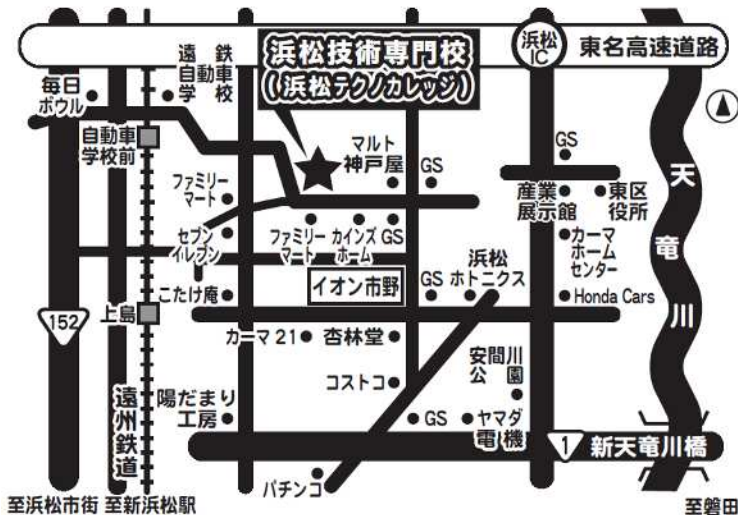 浜松技術専門校
(浜松テクノカレッジ)
浜松
IC
東名高速道路
遠鉄
自動車
学校
毎日
ボウル
自動車
学校前
マルト
神戸屋
GS
GS
産業
展示館
東区
役所
天竜川
ファミリー
マート
セブン
イレブン
ファミリー
マート
カインズ
ホーム
GS
カーマ
ホーム
センター
こたけ庵
イオン市野
GS
浜松
ホトニクス
Honda Cars
152
上島
カーマ21
杏林堂
コストコ
安間川
公園
遠州鉄道
陽だまり
工房
GS
ヤマダ
電機
1
新天竜川橋
パチンコ
至浜松市街
至新浜松駅
至磐田